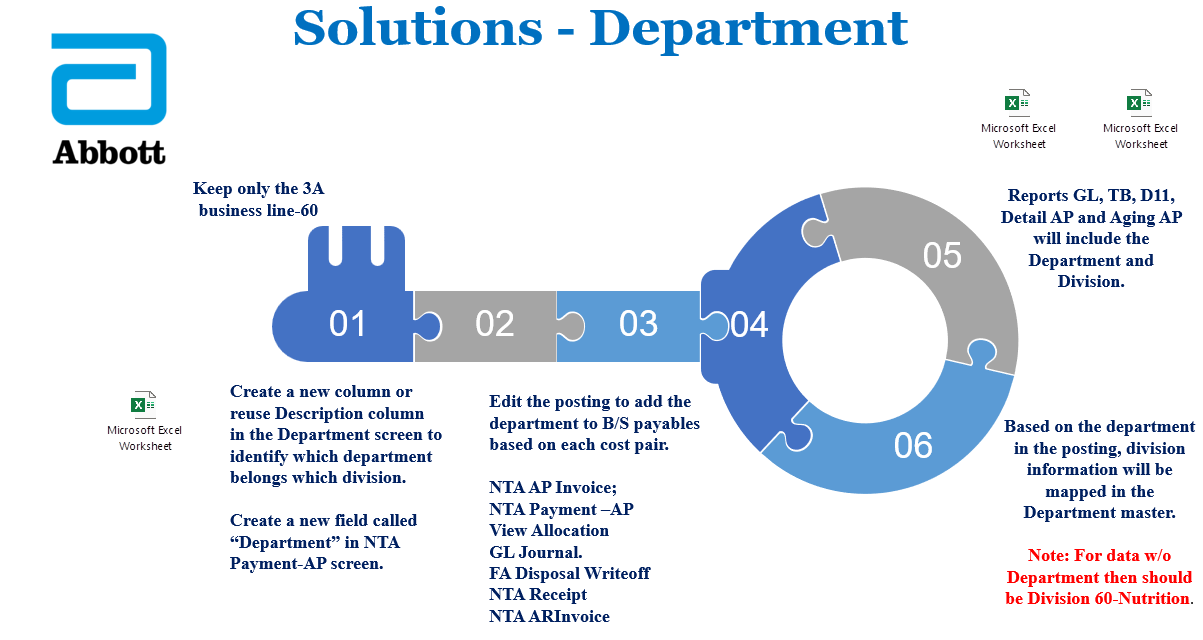 Solutions - Department
Abbott
Microsoft Excel
Worksheet
Microsoft Excel
Worksheet
Keep only the 3A
business line-60
Reports GL, TB, D11,
Detail AP and Aging AP
will include the
Department and
Division.
01
02
03
04
05
06
Microsoft Excel
Worksheet
Create a new column or
reuse Description column
in the Department screen to
identify which department
belongs which division.
Create a new field called
“Department” in NTA
Payment-AP screen.
Edit the posting to add the
department to B/S payables
based on each cost pair.
NTA AP Invoice;
NTA Payment –AP
View Allocation
GL Journal.
FA Disposal Writeoff
NTA Receipt
NTA ARInvoice
Based on the department
in the posting, division
information will be
mapped in the
Department master.
Note: For data w/o
Department then should
be Division 60-Nutrition.